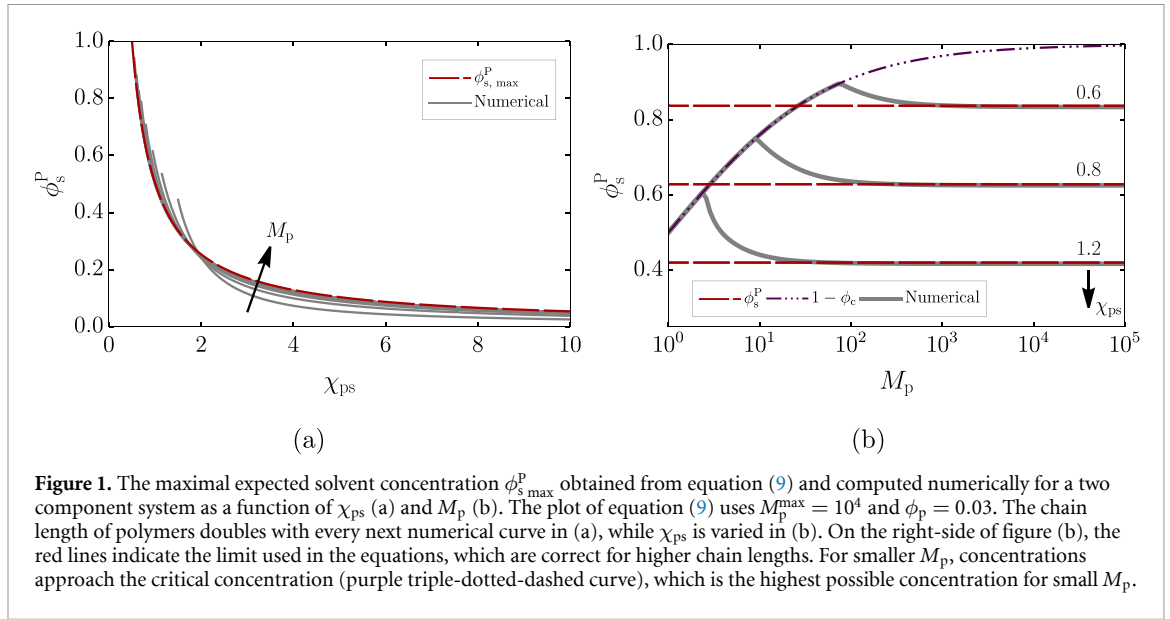 1.0
0.8
0.6
0.4
0.2
0.0
ϕ_s^P
0 2 4 6 8 10
χ_ps
ϕ_s, max^P
Numerical
M_p
(a)
1.0
0.8
0.6
0.4
ϕ_s^P
10^0 10^1 10^2 10^3 10^4 10^5
M_p
0.6
0.8
1.2
χ_ps
ϕ_s^P 1 − ϕ_c Numerical
(b)
Figure 1. The maximal expected solvent concentration ϕ_s max^P obtained from equation (9) and computed numerically for a two
component system as a function of χ_ps (a) and M_p (b). The plot of equation (9) uses M_p^max = 10^4 and ϕ_p = 0.03. The chain
length of polymers doubles with every next numerical curve in (a), while χ_ps is varied in (b). On the right-side of figure (b), the
red lines indicate the limit used in the equations, which are correct for higher chain lengths. For smaller M_p, concentrations
approach the critical concentration (purple triple-dotted-dashed curve), which is the highest possible concentration for small M_p.